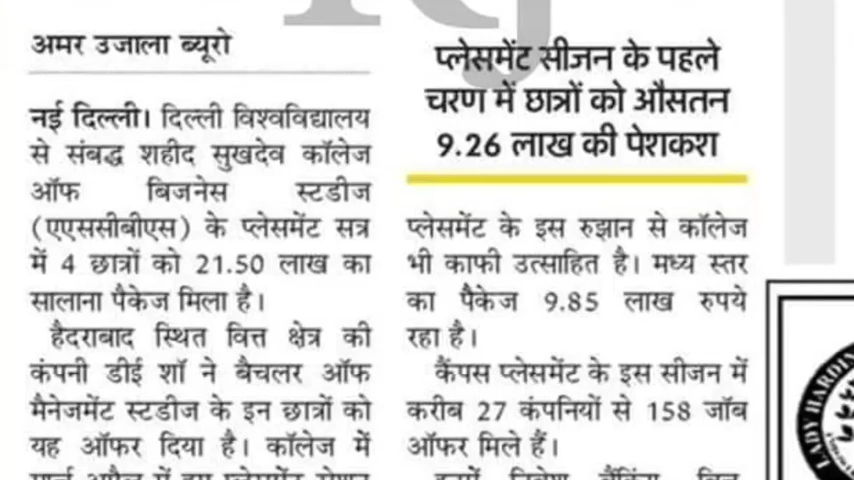 अमर उजाला ब्यूरो
नई दिल्ली। दिल्ली विश्वविद्यालय
से संबद्ध शहीद सुखदेव कॉलेज
ऑफ बिजनेस स्टडीज
(एएससीबीएस) के प्लेसमेंट सत्र
में 4 छात्रों को 21.50 लाख का
सालाना पैकेज मिला है।
हैदराबाद स्थित वित्त क्षेत्र की
कंपनी डीई शॉ ने बैचलर ऑफ
मैनेजमेंट स्टडीज के इन छात्रों को
यह ऑफर दिया है। कॉलेज में
प्लेसमेंट सीजन के पहले
चरण में छात्रों को औसतन
9.26 लाख की पेशकश
प्लेसमेंट के इस रुझान से कॉलेज
भी काफी उत्साहित है। मध्य स्तर
का पैकेज 9.85 लाख रुपये
रहा है।
कैंपस प्लेसमेंट के इस सीजन में
करीब 27 कंपनियों से 158 जॉब
ऑफर मिले हैं।
LADY HARDIN